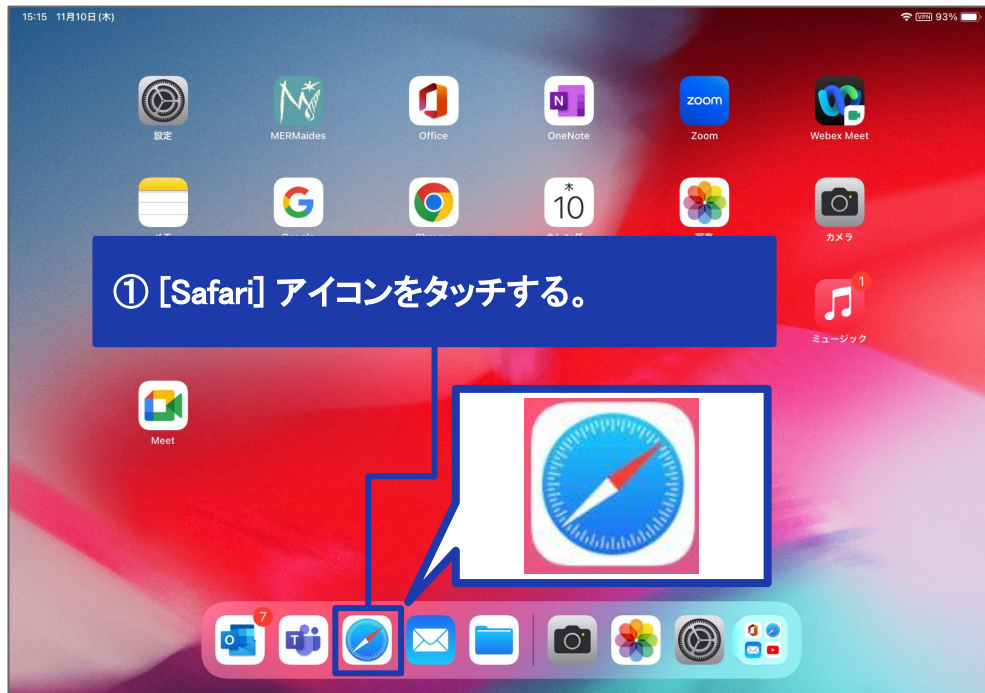 15:15 11月10日(木)
VPN 93%
設定
MERMaides
Office
N
OneNote
zoom
Zoom
Webex Meet
木
10
カメラ
① [Safari] アイコンをタッチする。
1
ミュージック
Meet
7